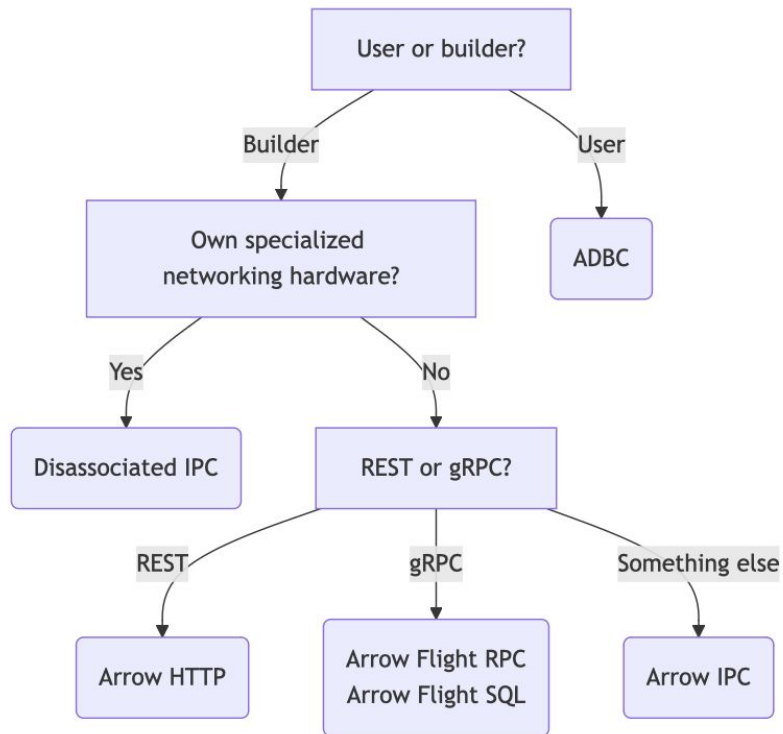 User or builder?
Builder
User
Own specialized
networking hardware?
ADBC
Yes
No
Disassociated IPC
REST or gRPC?
REST
gRPC
Something else
Arrow HTTP
Arrow Flight RPC
Arrow Flight SQL
Arrow IPC